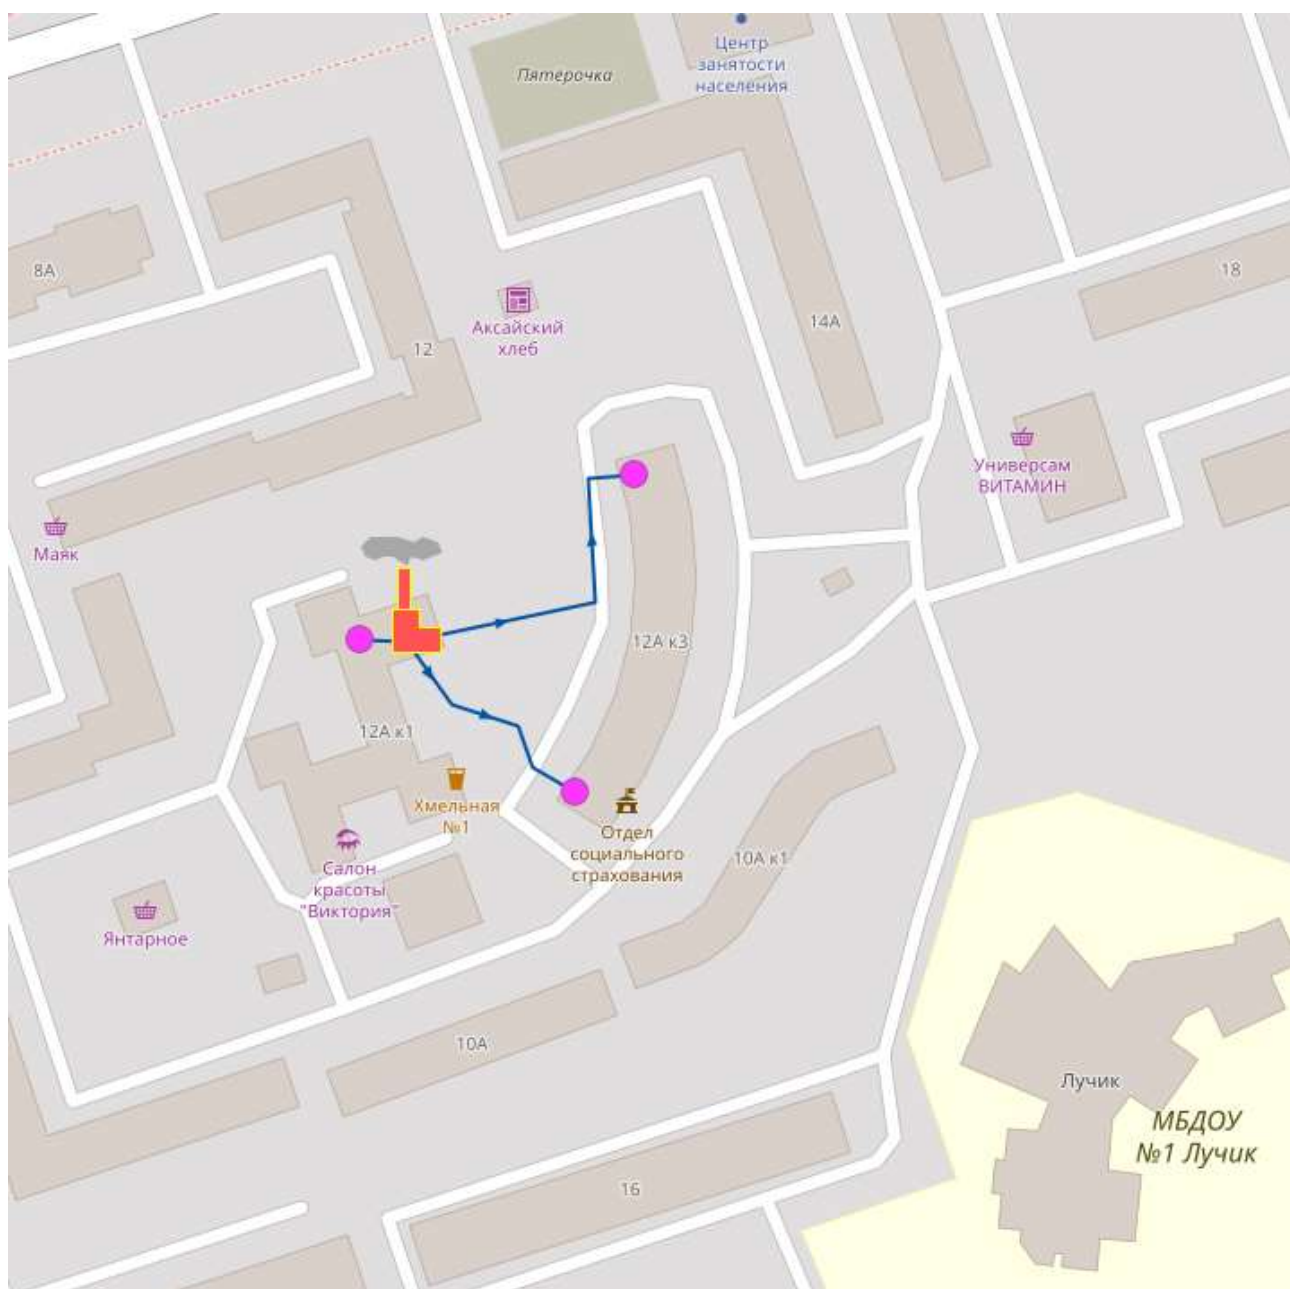 Центр
занятости
населения
Пятёрочка
8А
18
Аксайский
хлеб
14А
12
Универсам
ВИТАМИН
Маяк
12А к3
12А к1
Хмельная
№1
Отдел
социального
страхования
10А к1
Салон
красоты
"Виктория"
Янтарное
10А
Лучик
МБДОУ
№1 Лучик
16